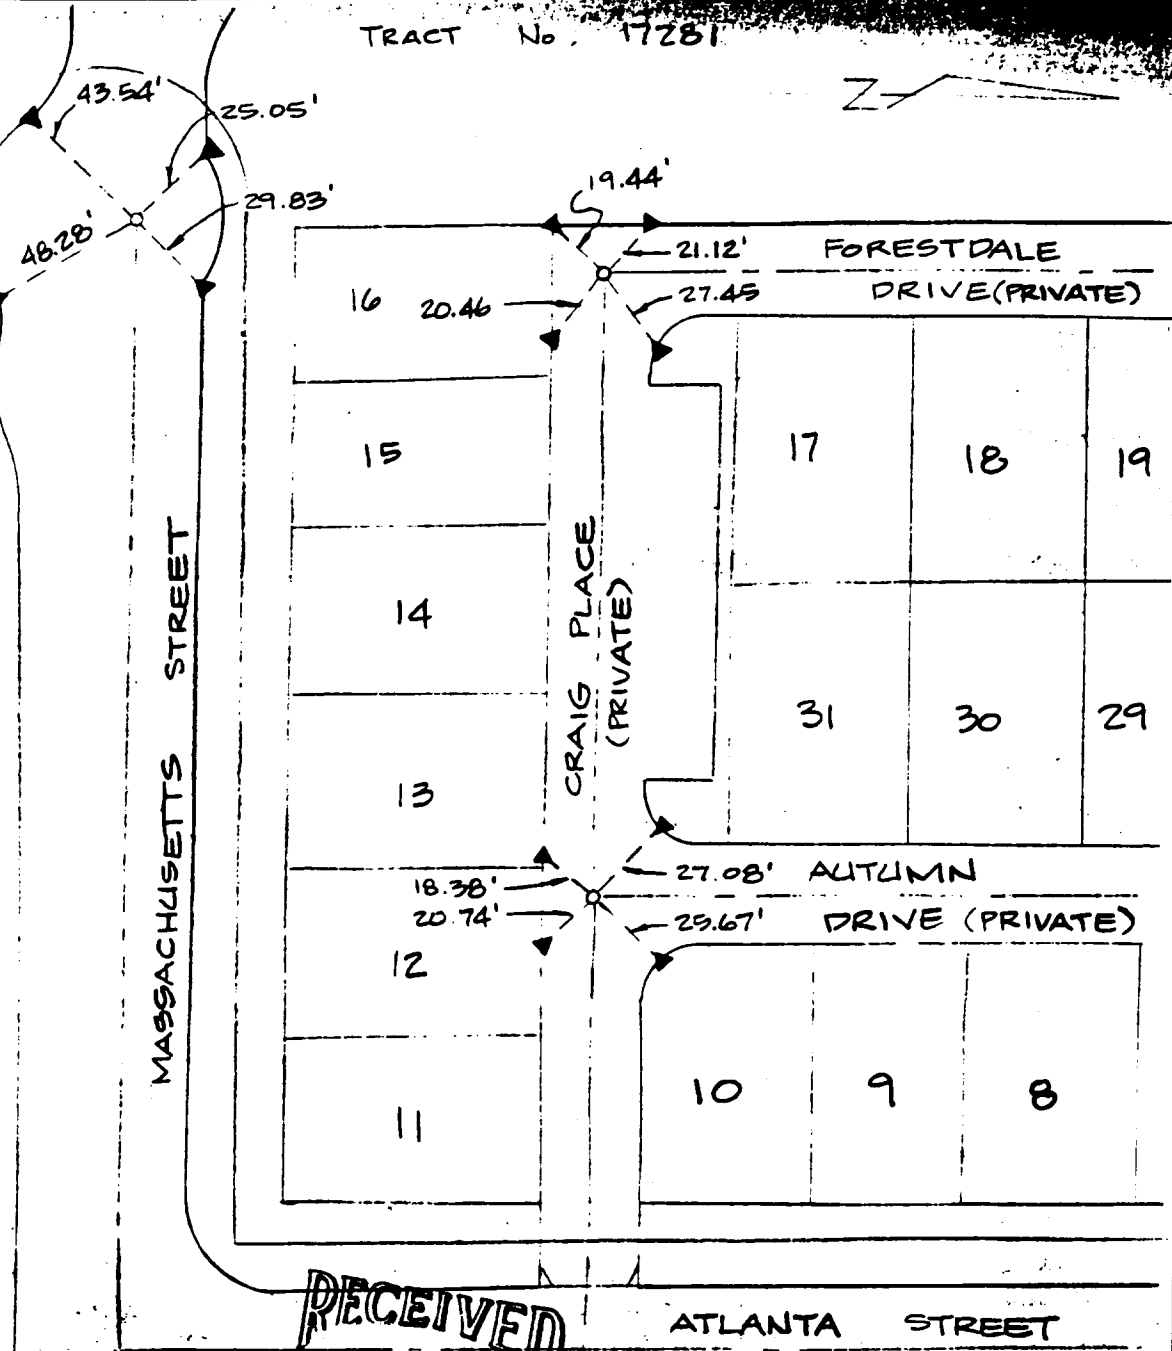 TRACT No. 17281
Z
43.54'
25.05'
29.83'
48.28'
19.44'
21.12'
FORESTDALE
DRIVE (PRIVATE)
16
20.46
27.45
15
17
18
19
14
MASSACHUSETTS STREET
CRAIG PLACE
(PRIVATE)
31
30
29
13
18.38'
20.74'
27.08'
AUTUMN
25.67'
DRIVE (PRIVATE)
12
10
9
8
11
RECEIVED
ATLANTA STREET